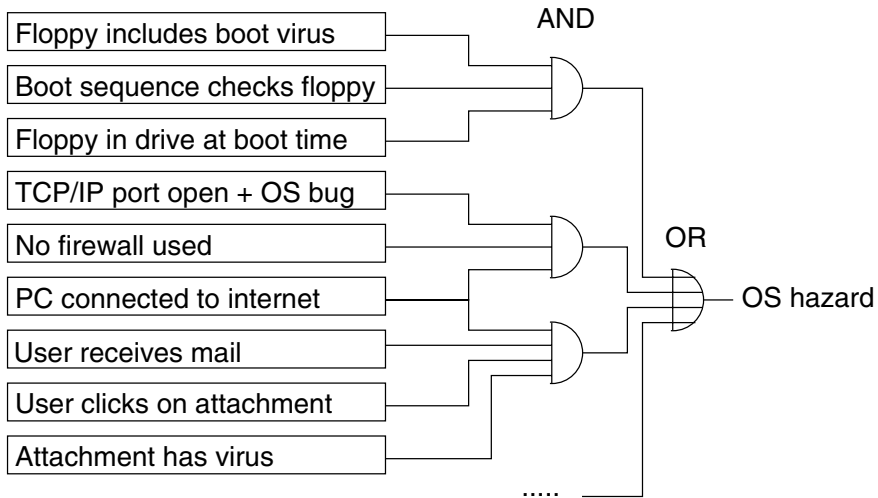 AND
Floppy includes boot virus
Boot sequence checks floppy
Floppy in drive at boot time
TCP/IP port open + OS bug
No firewall used
OR
PC connected to internet
OS hazard
User receives mail
User clicks on attachment
Attachment has virus
.....